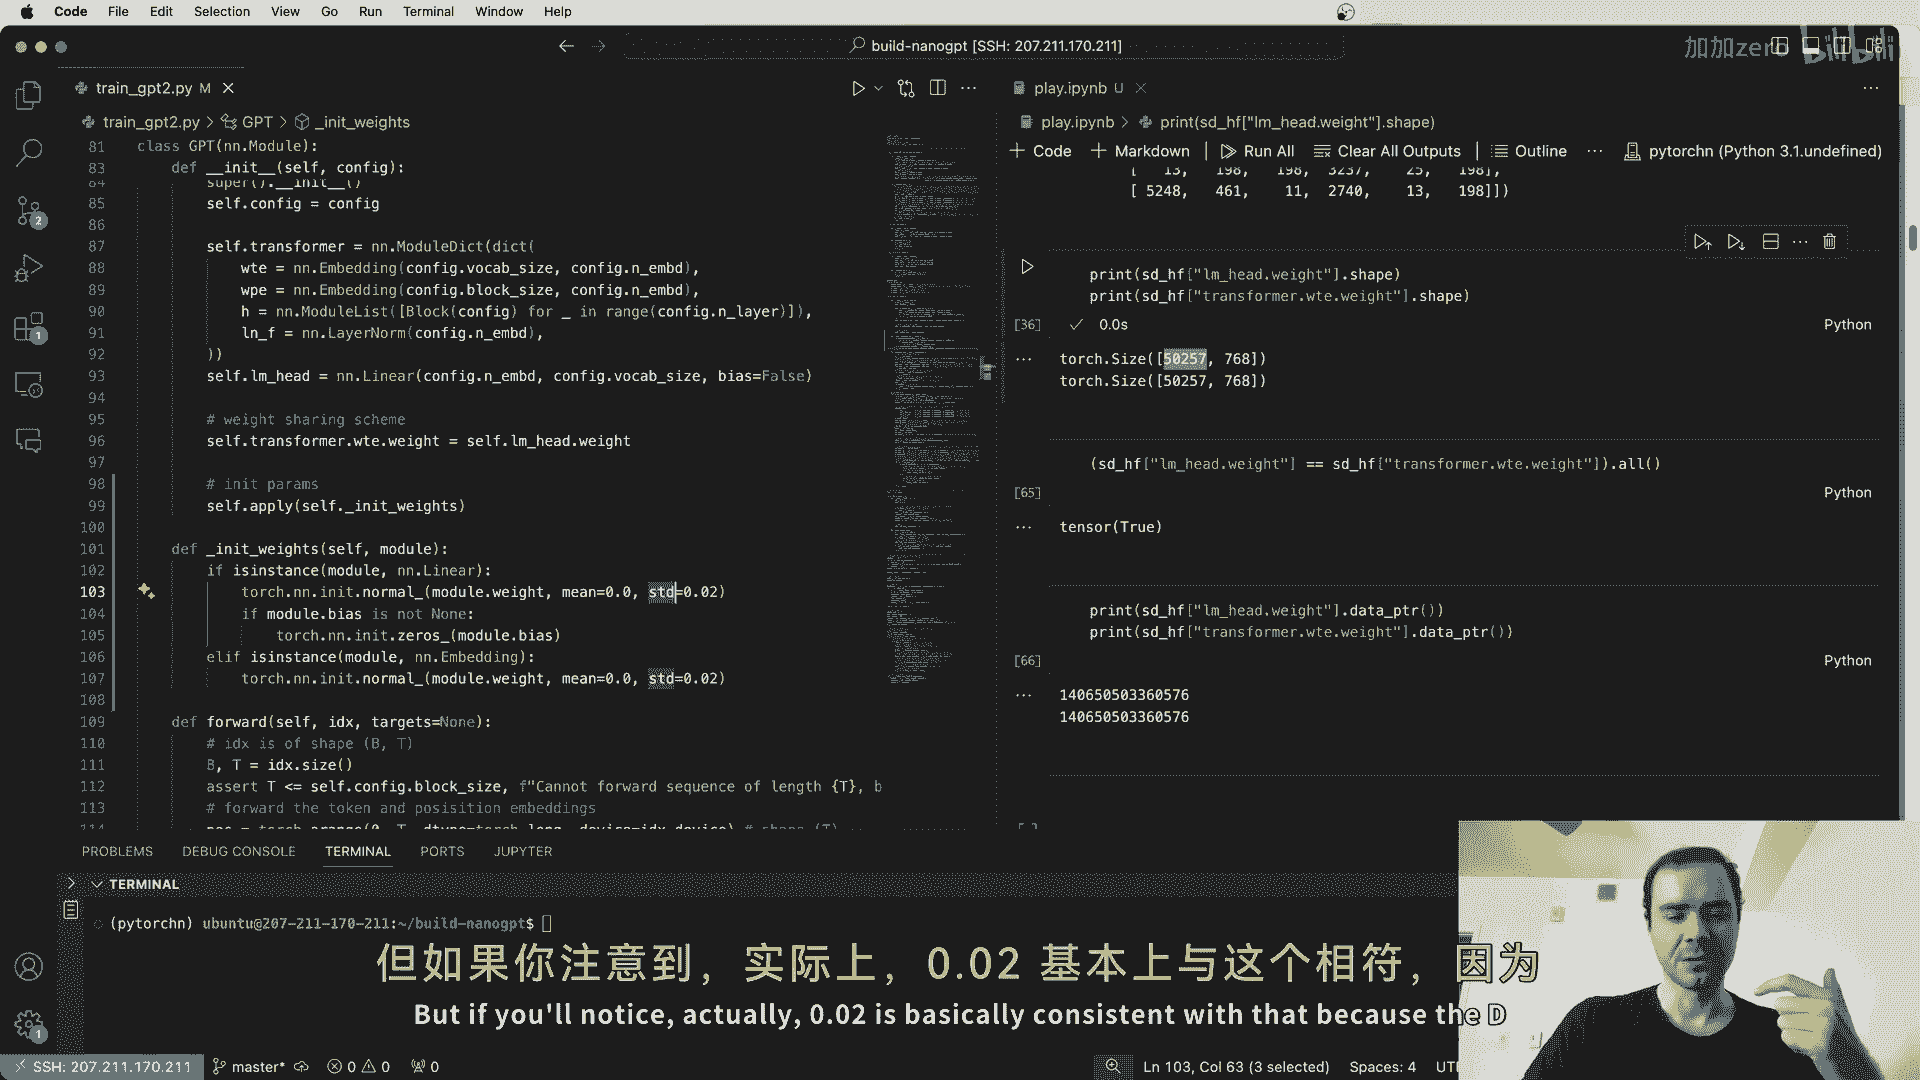 Code File Edit Selection View Go Run Terminal Window Help
build-nanogpt [SSH: 207.211.170.211]
加加zero bilibili
train_gpt2.py M
train_gpt2.py > GPT > _init_weights
81 class GPT(nn.Module):
83 def __init__(self, config):
84 super().__init__()
85 self.config = config
86
87 self.transformer = nn.ModuleDict(dict(
88 wte = nn.Embedding(config.vocab_size, config.n_embd),
89 wpe = nn.Embedding(config.block_size, config.n_embd),
90 h = nn.ModuleList([Block(config) for _ in range(config.n_layer)]),
91 ln_f = nn.LayerNorm(config.n_embd),
92 ))
93 self.lm_head = nn.Linear(config.n_embd, config.vocab_size, bias=False)
94
95 # weight sharing scheme
96 self.transformer.wte.weight = self.lm_head.weight
97
98 # init params
99 self.apply(self._init_weights)
100
101 def _init_weights(self, module):
102 if isinstance(module, nn.Linear):
103 torch.nn.init.normal_(module.weight, mean=0.0, std=0.02)
104 if module.bias is not None:
105 torch.nn.init.zeros_(module.bias)
106 elif isinstance(module, nn.Embedding):
107 torch.nn.init.normal_(module.weight, mean=0.0, std=0.02)
108
109 def forward(self, idx, targets=None):
110 # idx is of shape (B, T)
111 B, T = idx.size()
112 assert T <= self.config.block_size, f"Cannot forward sequence of length {T}, b
113 # forward the token and posisition embeddings
114 pos = torch.arange(0, T, dtype=torch.long, device=idx.device) # shape (T)
play.ipynb U
play.ipynb > print(sd_hf["lm_head.weight"].shape)
Code Markdown Run All Clear All Outputs Outline ... pytorchn (Python 3.1.undefined)
[ 13, 198, 198, 3237, 25, 198],
[ 5248, 461, 11, 2740, 13, 198]])
print(sd_hf["lm_head.weight"].shape)
print(sd_hf["transformer.wte.weight"].shape)
[36] 0.0s Python
torch.Size([50257, 768])
torch.Size([50257, 768])
(sd_hf["lm_head.weight"] == sd_hf["transformer.wte.weight"]).all()
[65] Python
tensor(True)
print(sd_hf["lm_head.weight"].data_ptr())
print(sd_hf["transformer.wte.weight"].data_ptr())
[66] Python
140650503360576
140650503360576
PROBLEMS DEBUG CONSOLE TERMINAL PORTS JUPYTER
TERMINAL
(pytorchn) ubuntu@207-211-170-211:~/build-nanogpt$
但如果你注意到，实际上，0.02 基本上与这个相符，因为
But if you'll notice, actually, 0.02 is basically consistent with that because the D
SSH: 207.211.170.211 master* 0 0 0 Ln 103, Col 63 (3 selected) Spaces: 4